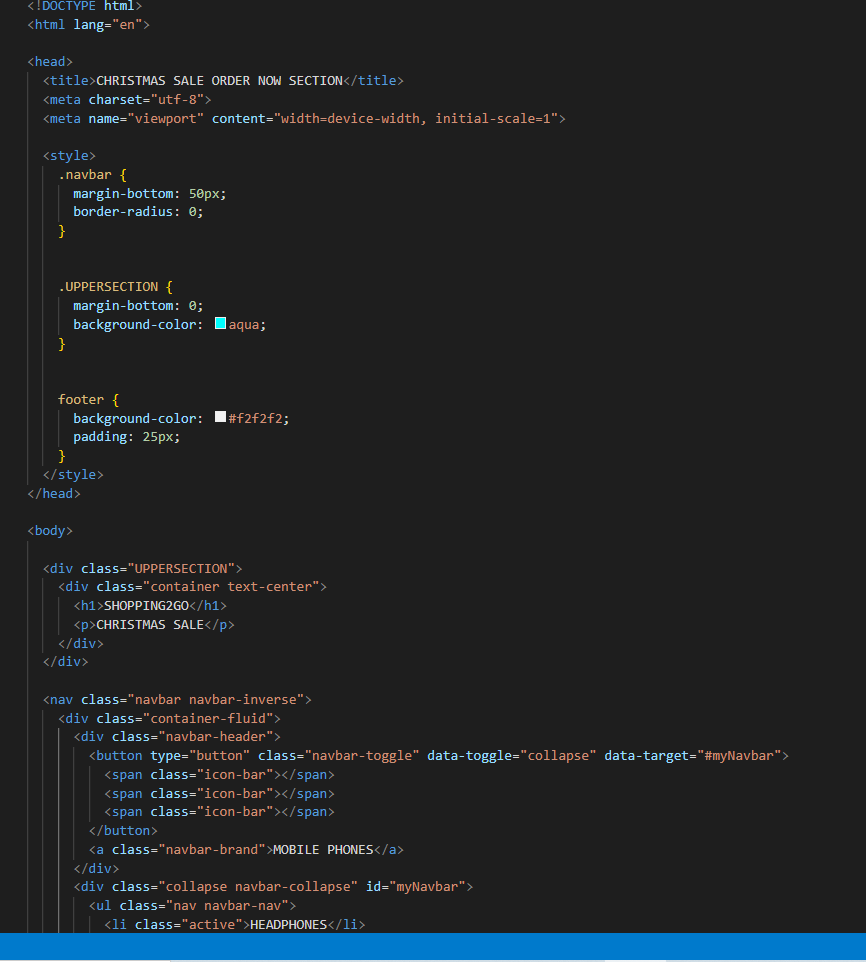 <!DOCTYPE html>
<html lang="en">
<head>
<title>CHRISTMAS SALE ORDER NOW SECTION</title>
<meta charset="utf-8">
<meta name="viewport" content="width=device-width, initial-scale=1">
<style>
.navbar {
margin-bottom: 50px;
border-radius: 0;
}
.UPPERSECTION {
margin-bottom: 0;
background-color: aqua;
}
footer {
background-color: #f2f2f2;
padding: 25px;
}
</style>
</head>
<body>
<div class="UPPERSECTION">
<div class="container text-center">
<h1>SHOPPING2GO</h1>
<p>CHRISTMAS SALE</p>
</div>
</div>
<nav class="navbar navbar-inverse">
<div class="container-fluid">
<div class="navbar-header">
<button type="button" class="navbar-toggle" data-toggle="collapse" data-target="#myNavbar">
<span class="icon-bar"></span>
<span class="icon-bar"></span>
<span class="icon-bar"></span>
</button>
<a class="navbar-brand">MOBILE PHONES</a>
</div>
<div class="collapse navbar-collapse" id="myNavbar">
<ul class="nav navbar-nav">
<li class="active">HEADPHONES</li>